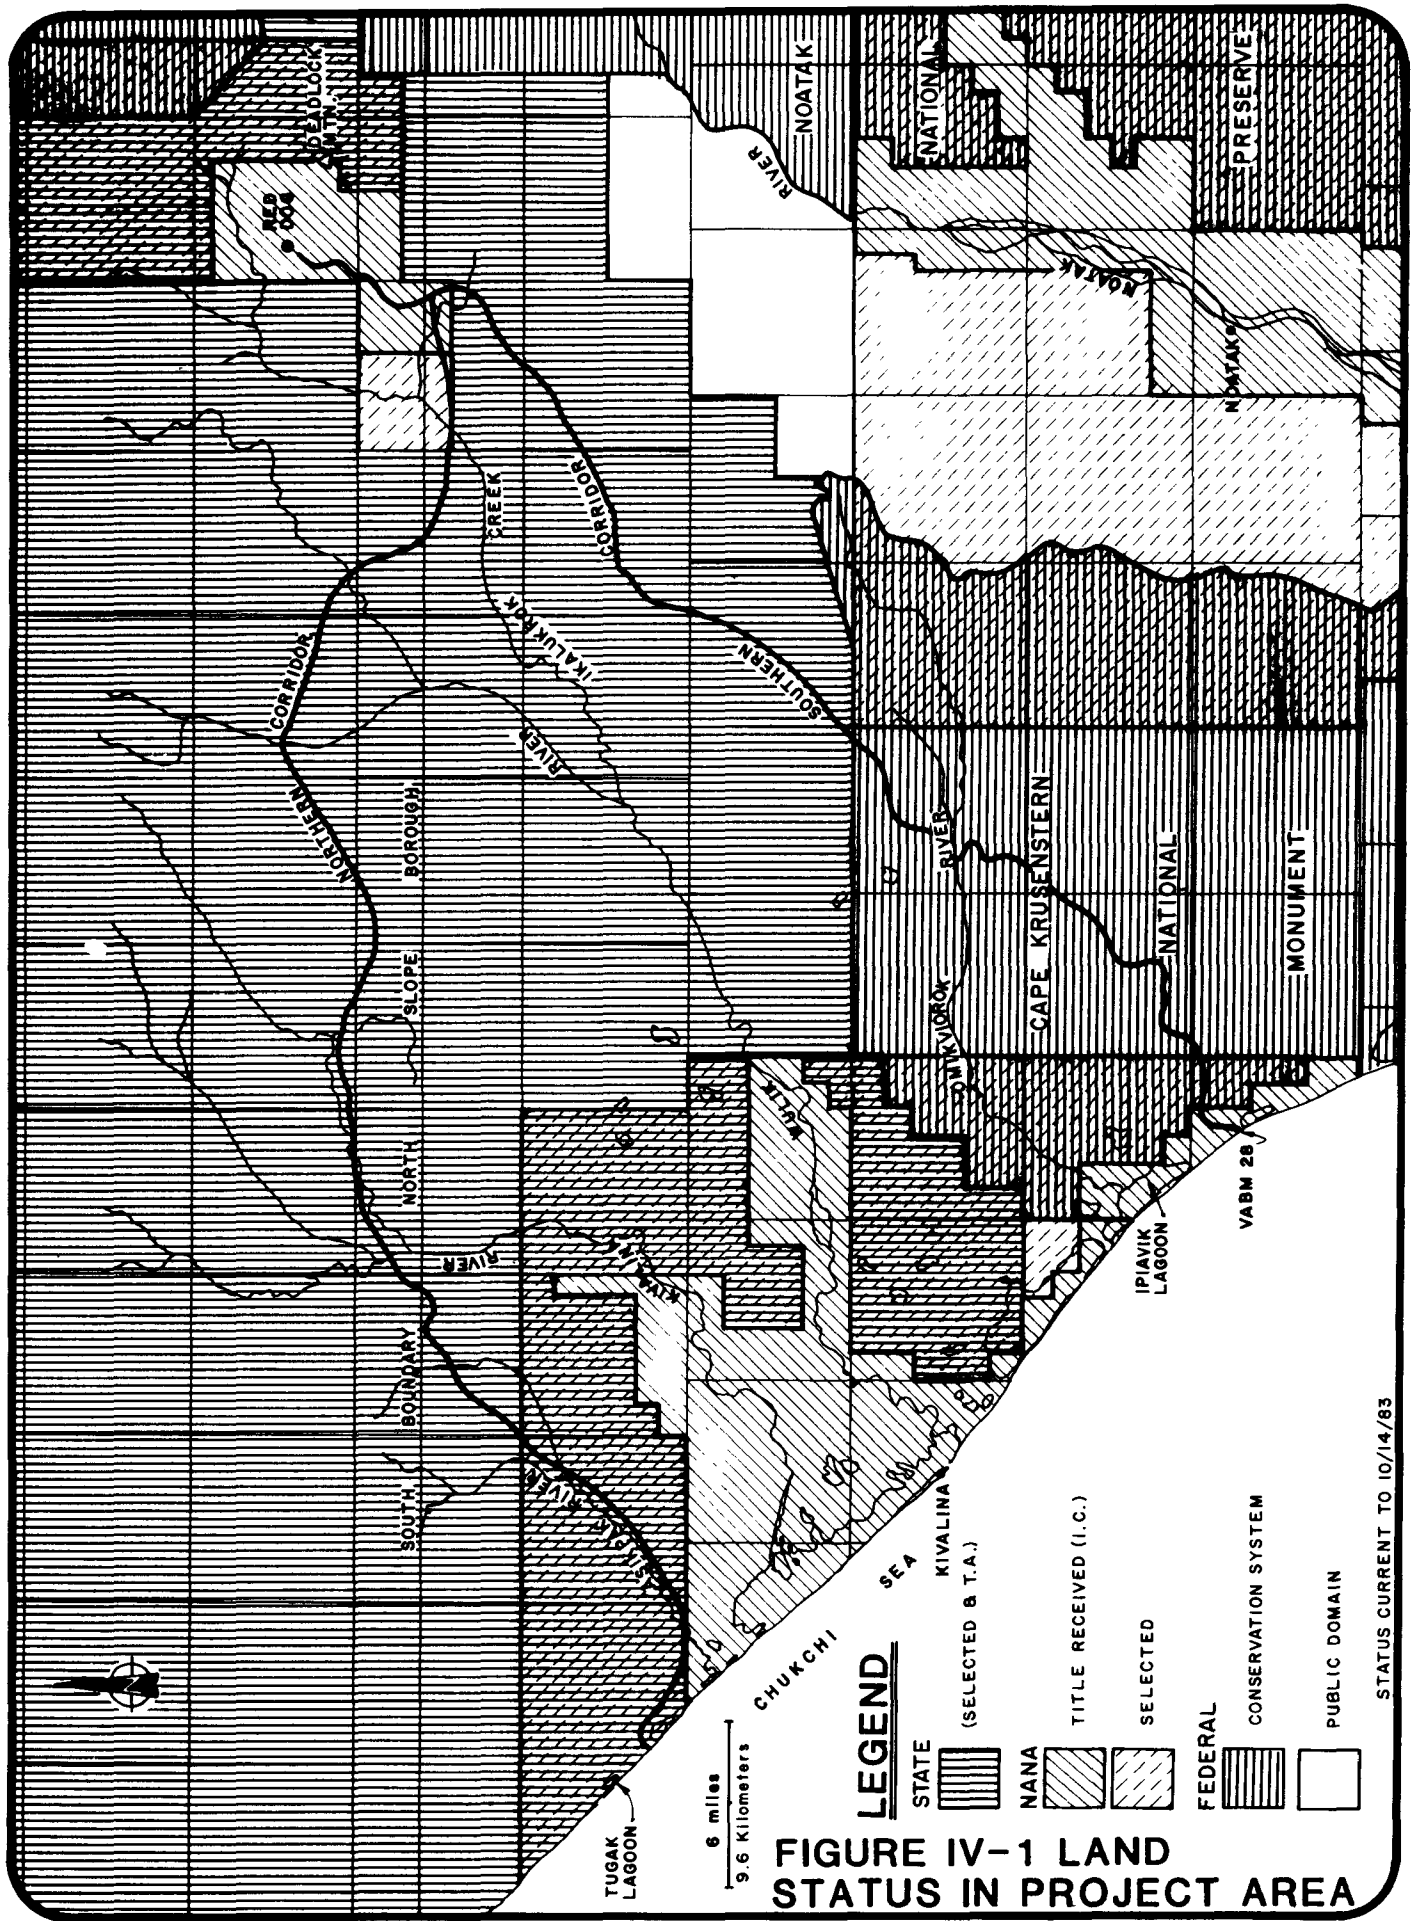 DEADLOCK
MTN.
RED
DOG
NOATAK
NATIONAL
PRESERVE
RIVER
NOATAK
NOATAK
CORRIDOR
CREEK
IKALUKROK
CORRIDOR
SOUTHERN
NORTHERN
RIVER
BOROUGH
SLOPE
NORTH
BOUNDARY
SOUTH
RIVER
CAPE KRUSENSTERN
NATIONAL
MONUMENT
OMIKVIOROK
WULIK
RIVER
KIVALINA
RIVER
ASIKPAK
IPIAVIK
LAGOON
VABM 28
KIVALINA
CHUKCHI
SEA
TUGAK
LAGOON
6 miles
9.6 Kilometers
LEGEND
STATE
(SELECTED & T.A.)
NANA
TITLE RECEIVED (I.C.)
SELECTED
FEDERAL
CONSERVATION SYSTEM
PUBLIC DOMAIN
STATUS CURRENT TO 10/14/83
FIGURE IV-1 LAND
STATUS IN PROJECT AREA